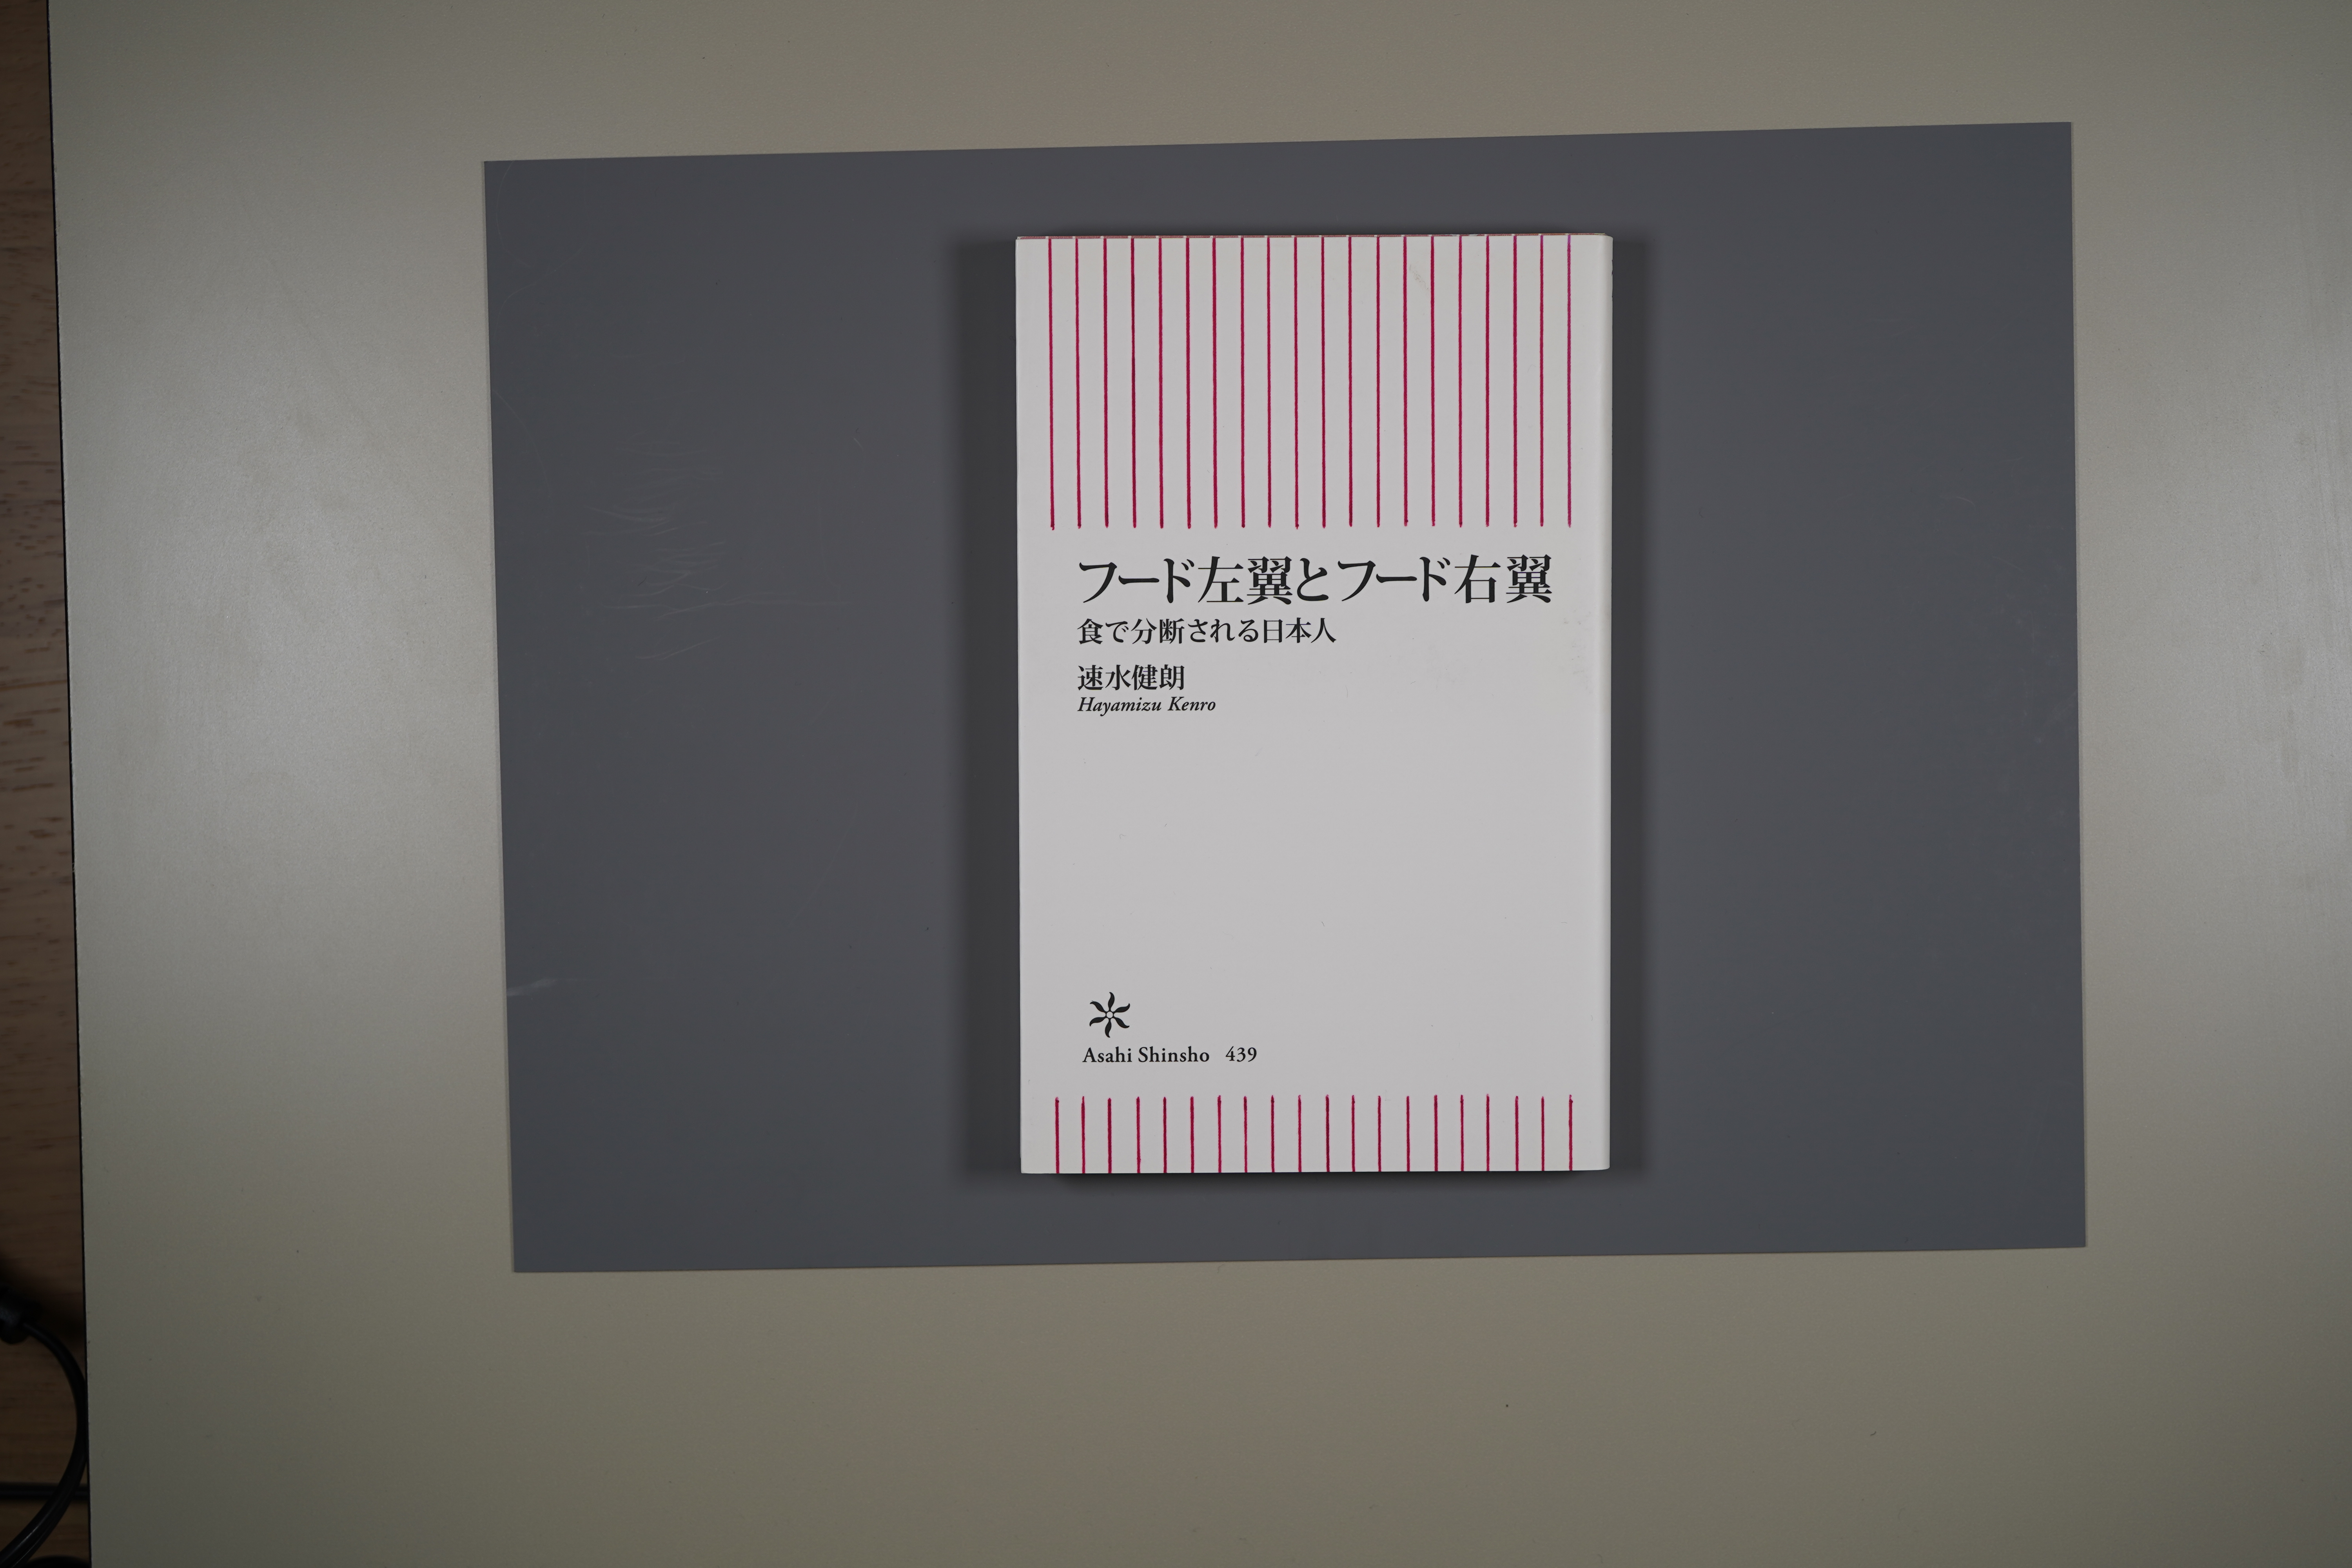 フード左翼とフード右翼
食で分断される日本人
速水健朗
Hayamizu Kenro
Asahi Shinsho 439